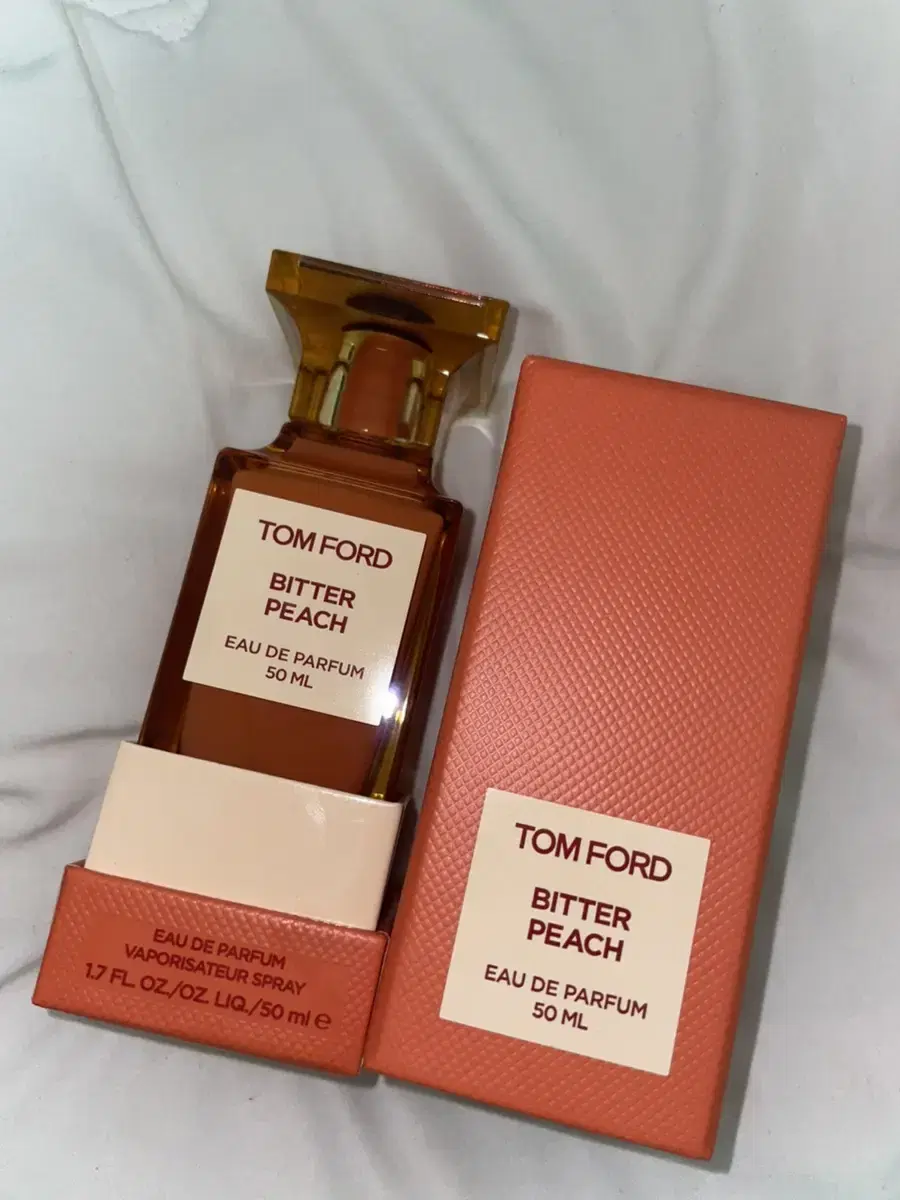 TOM FORD
BITTER
PEACH
EAU DE PARFUM
50 ML
EAU DE PARFUM
VAPORISATEUR SPRAY
1.7 FL. OZ./OZ. LIQ./50 ml ℮
TOM FORD
BITTER
PEACH
EAU DE PARFUM
50 ML